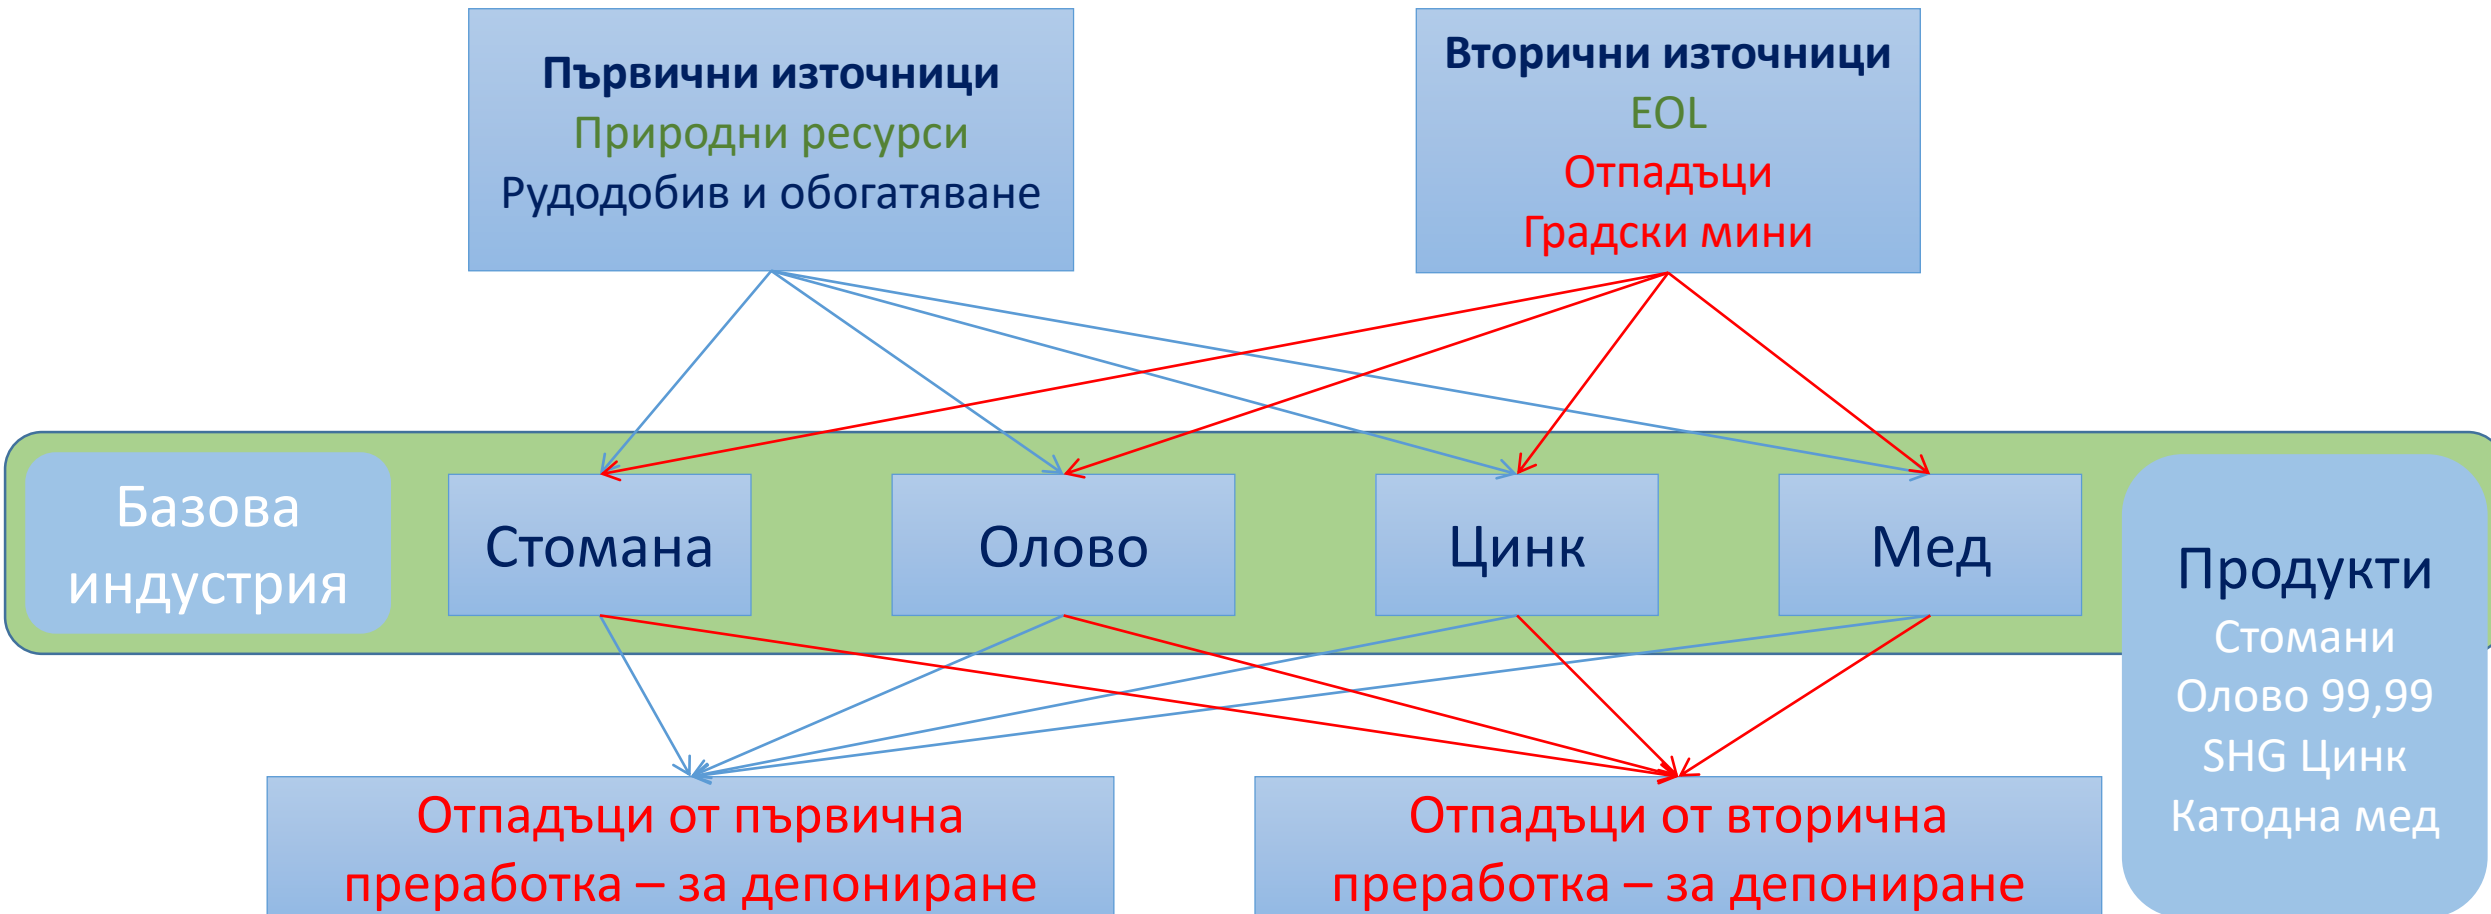 Първични източници
Природни ресурси
Рудодобив и обогатяване
Вторични източници
EOL
Отпадъци
Градски мини
Базова
индустрия
Стомана
Олово
Цинк
Мед
Продукти
Стомани
Олово 99,99
SHG Цинк
Катодна мед
Отпадъци от първична
преработка – за депониране
Отпадъци от вторична
преработка – за депониране